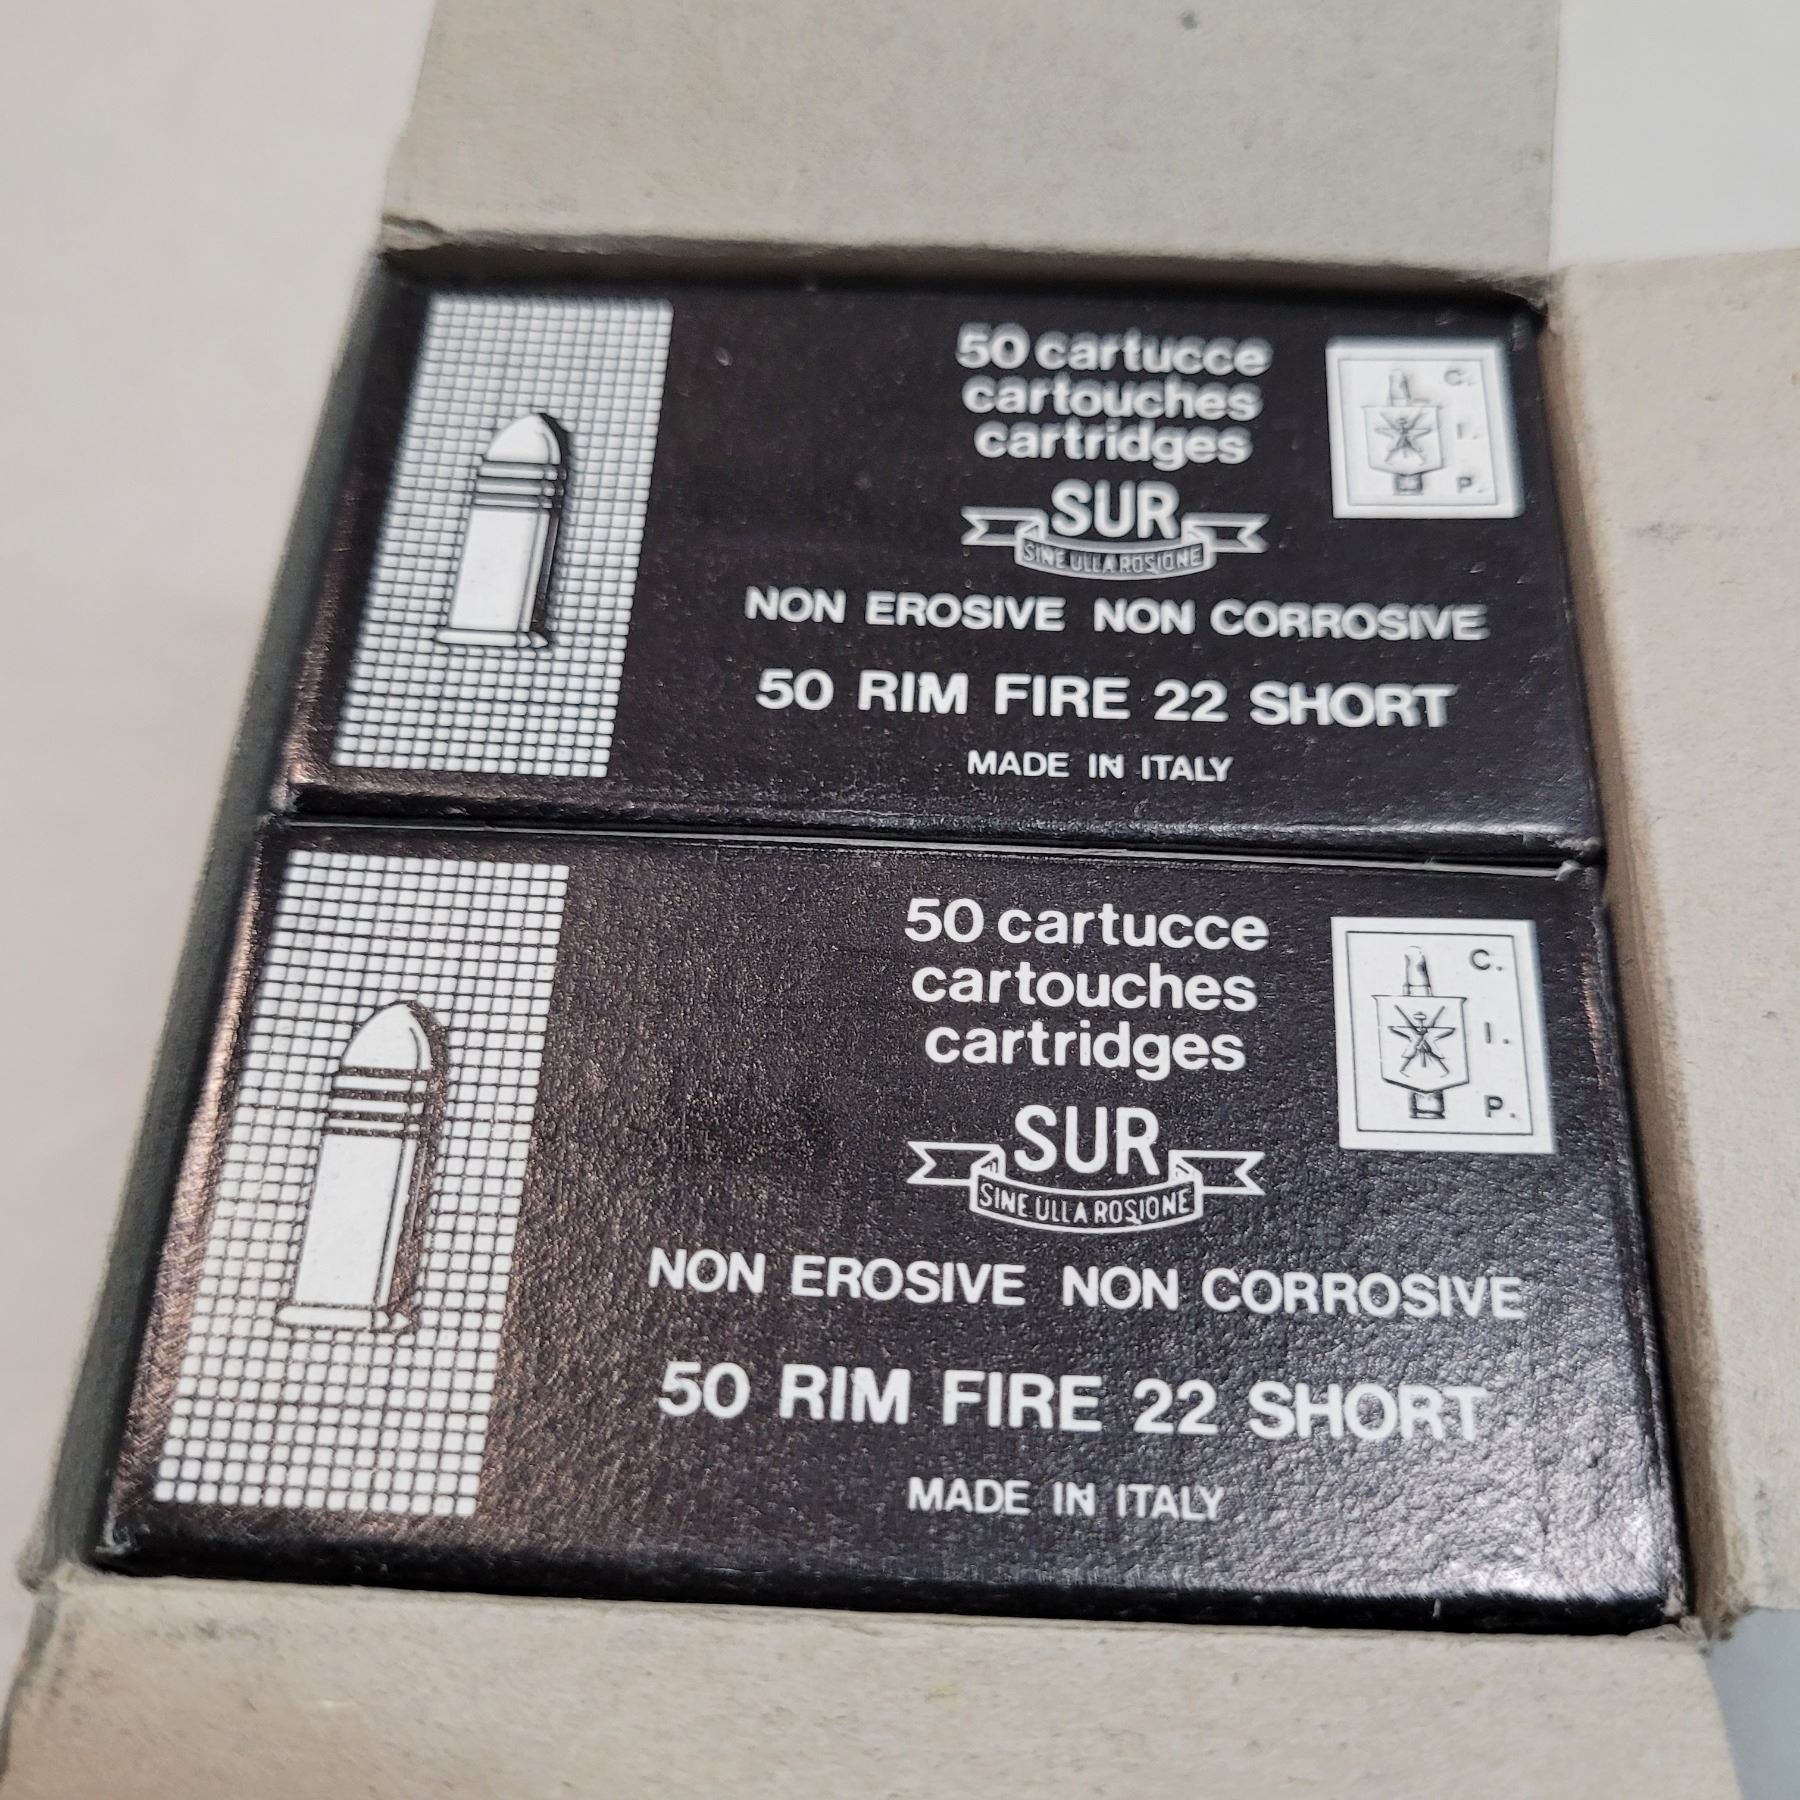 50 cartucce
cartouches
cartridges
C.
I.
P.
SUR
SINE ULLA ROSIONE
NON EROSIVE NON CORROSIVE
50 RIM FIRE 22 SHORT
MADE IN ITALY
50 cartucce
cartouches
cartridges
C.
I.
P.
SUR
SINE ULLA ROSIONE
NON EROSIVE NON CORROSIVE
50 RIM FIRE 22 SHORT
MADE IN ITALY